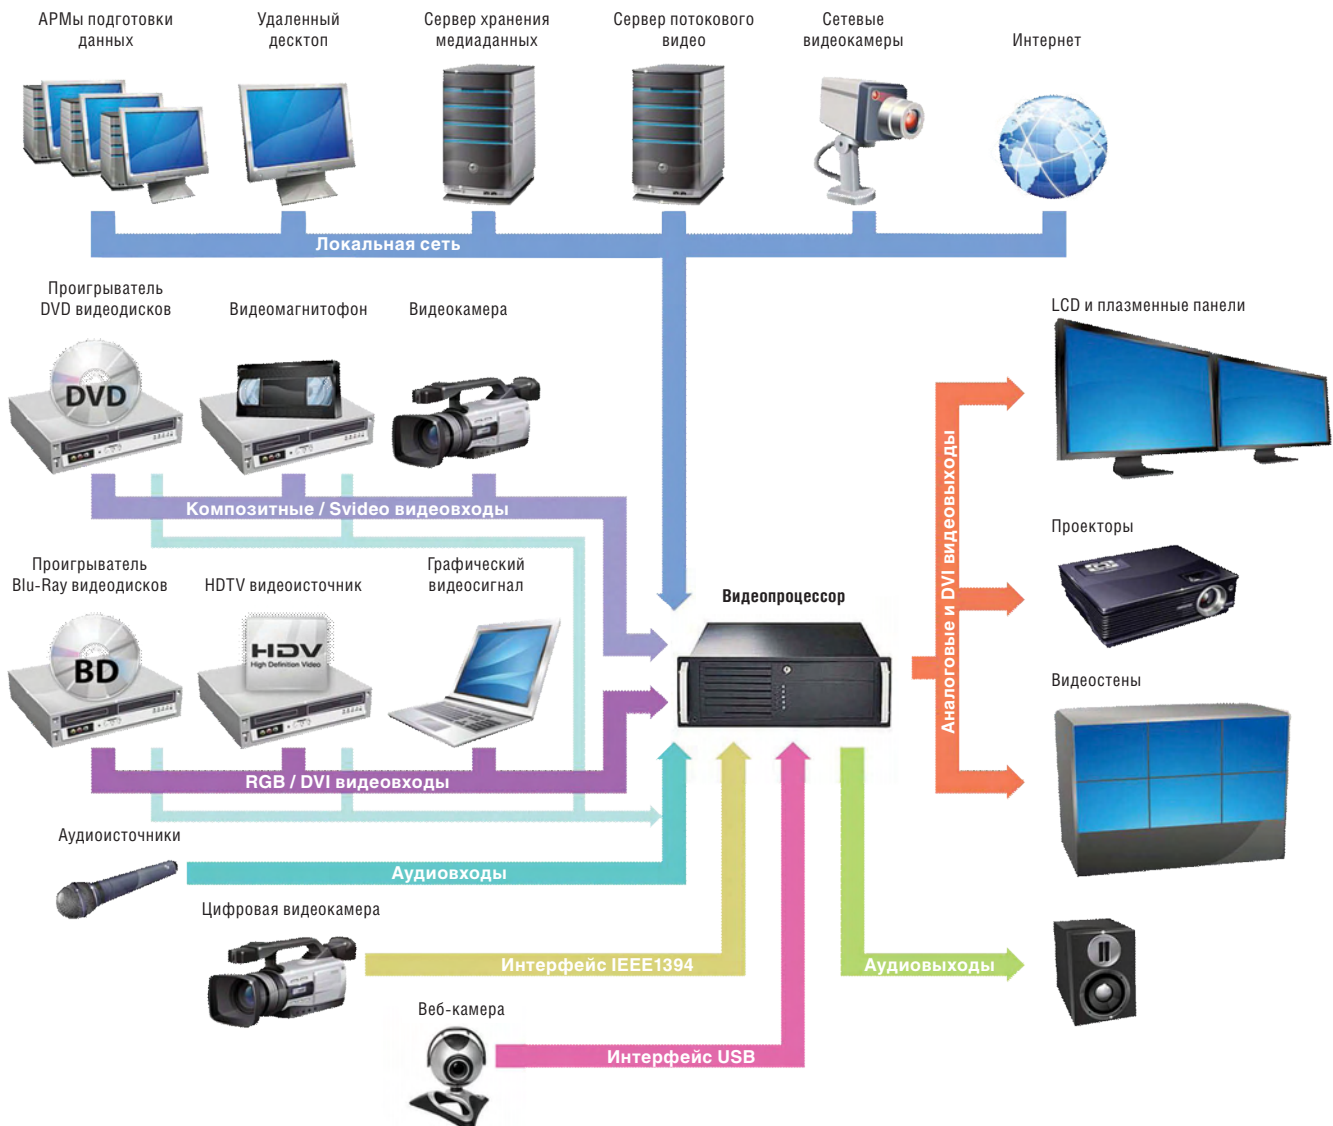 АРМы подготовки
данных
Удаленный
десктоп
Сервер хранения
медиаданных
Сервер потокового
видео
Сетевые
видеокамеры
Интернет
Локальная сеть
Проигрыватель
DVD видеодисков
Видеомагнитофон
Видеокамера
LCD и плазменные панели
DVD
Композитные / Svideo видеовходы
Проигрыватель
Blu-Ray видеодисков
HDTV видеоисточник
Графический
видеосигнал
Видеопроцессор
Аналоговые и DVI видеовыходы
Проекторы
BD
HDV
High Definition Video
Видеостены
RGB / DVI видеовходы
Аудиоисточники
Аудиовходы
Цифровая видеокамера
Интерфейс IEEE1394
Аудиовыходы
Веб-камера
Интерфейс USB